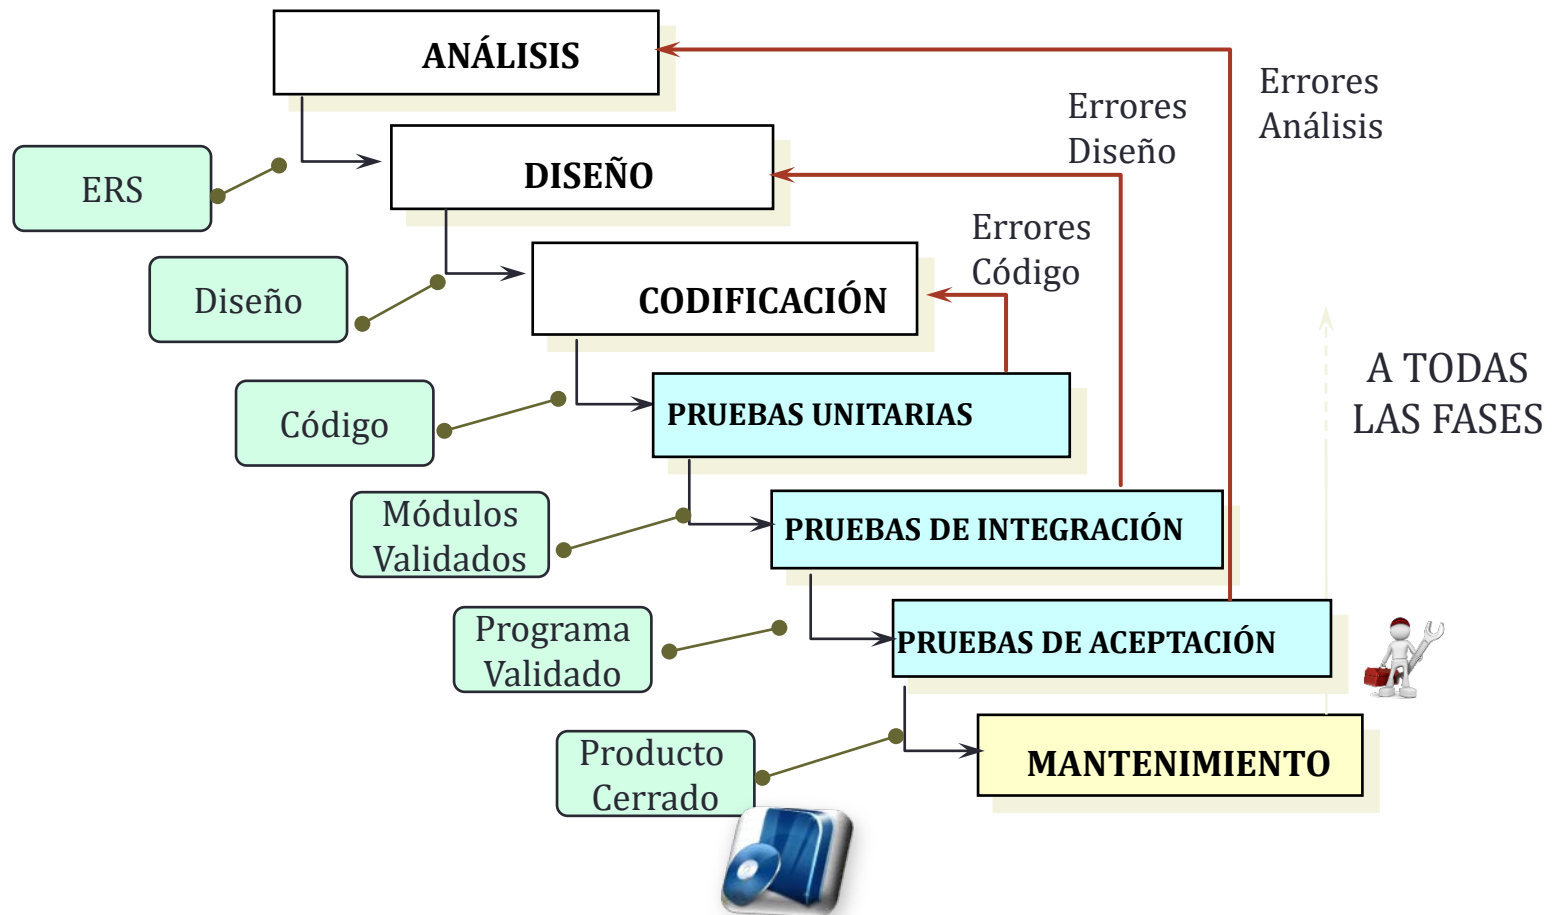 ANÁLISIS
Errores
Análisis
Errores
Diseño
DISEÑO
ERS
Errores
Código
CODIFICACIÓN
Diseño
A TODAS
LAS FASES
PRUEBAS UNITARIAS
Código
Módulos
Validados
PRUEBAS DE INTEGRACIÓN
Programa
Validado
PRUEBAS DE ACEPTACIÓN
Producto
Cerrado
MANTENIMIENTO